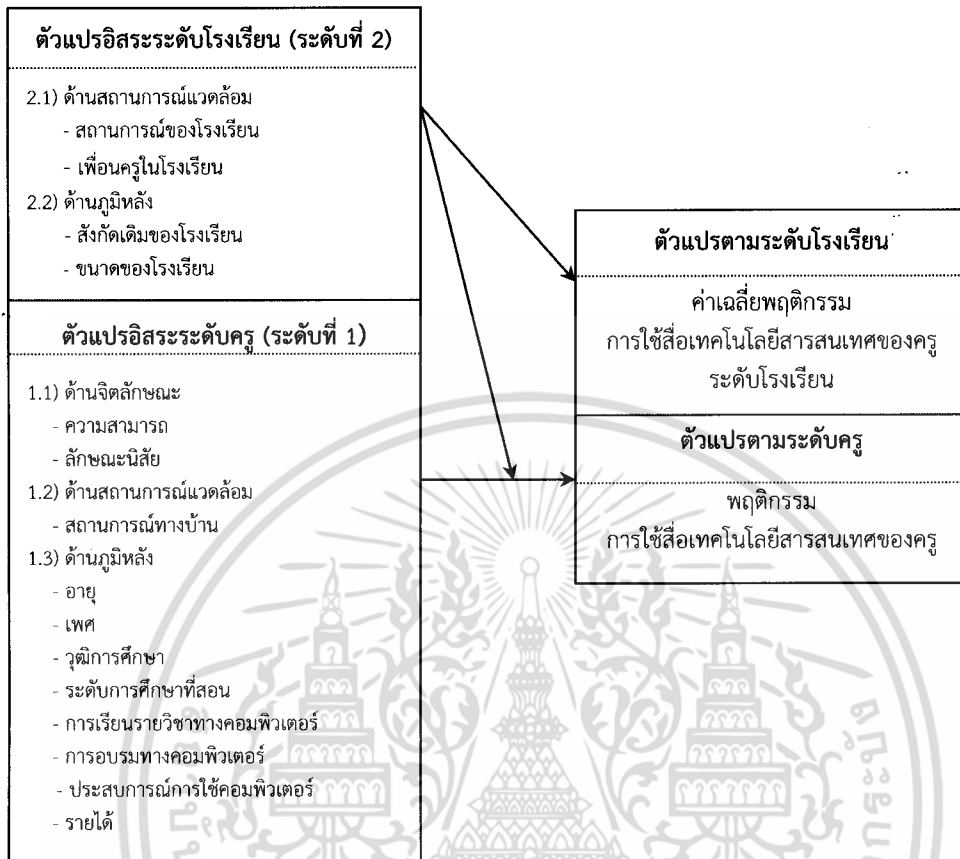 ตัวแปรอิสระระดับโรงเรียน (ระดับที่ 2)
2.1) ด้านสถานการณ์แวดล้อม
- สถานการณ์ของโรงเรียน
- เพื่อนครูในโรงเรียน
2.2) ด้านภูมิหลัง
- สังกัดเดิมของโรงเรียน
- ขนาดของโรงเรียน
ตัวแปรอิสระระดับครู (ระดับที่ 1)
1.1) ด้านจิตลักษณะ
- ความสามารถ
- ลักษณะนิสัย
1.2) ด้านสถานการณ์แวดล้อม
- สถานการณ์ทางบ้าน
1.3) ด้านภูมิหลัง
- อายุ
- เพศ
- วุฒิการศึกษา
- ระดับการศึกษาที่สอน
- การเรียนรายวิชาทางคอมพิวเตอร์
- การอบรมทางคอมพิวเตอร์
- ประสบการณ์การใช้คอมพิวเตอร์
- รายได้
ตัวแปรตามระดับโรงเรียน
ค่าเฉลี่ยพฤติกรรม
การใช้สื่อเทคโนโลยีสารสนเทศของครู
ระดับโรงเรียน
ตัวแปรตามระดับครู
พฤติกรรม
การใช้สื่อเทคโนโลยีสารสนเทศของครู